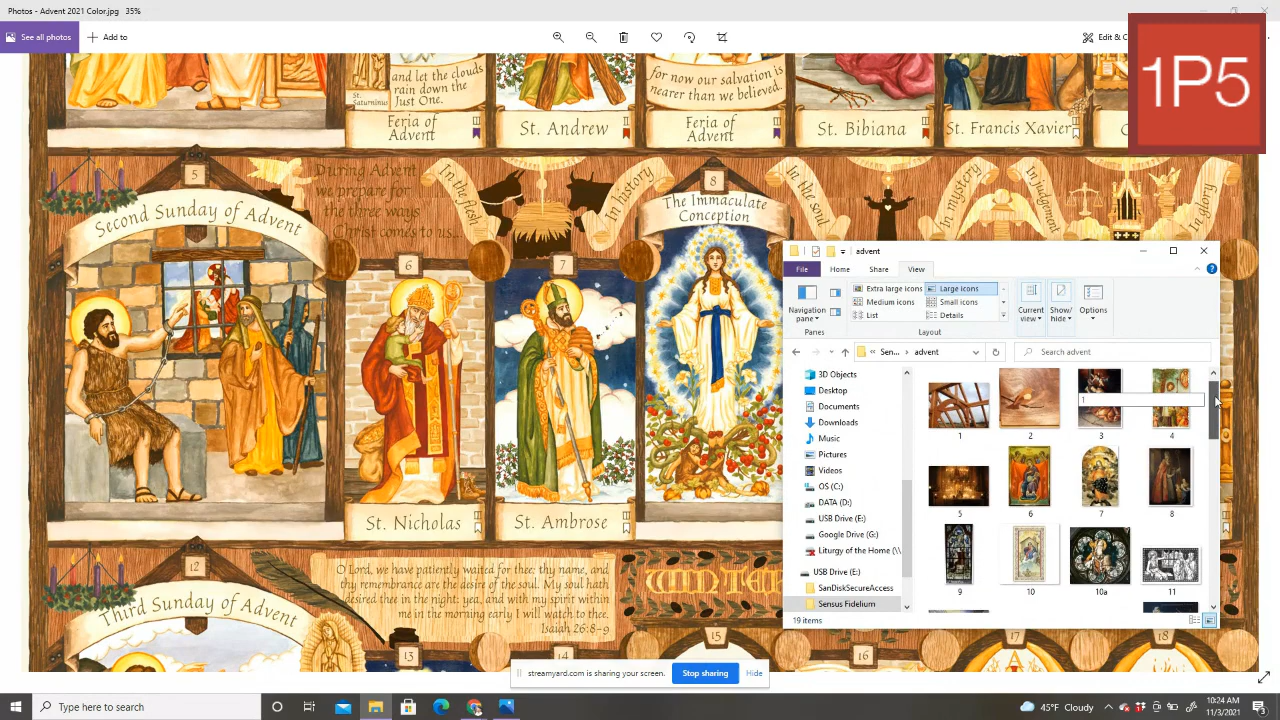 Photos - Advent 2021 Color.jpg   35%
See all photos
Add to
Edit & C
1P5
and let the clouds
rain down the
Just One.
St.
Saturninus
for now our salvation is
nearer than we believed.
Feria of
Advent
St. Andrew
Feria of
Advent
St. Bibiana
St. Francis Xavier
5
Second Sunday of Advent
During Advent
we prepare for
the three ways
Christ comes to us...
In the flesh
In history
8
The Immaculate
Conception
In the soul
In mystery
In judgment
In glory
6
7
St. Nicholas
St. Ambrose
advent
File
Home
Share
View
Extra large icons
Large icons
Medium icons
Small icons
List
Details
Navigation
pane
Panes
Layout
Current
view
Show/
hide
Options
Sen...
advent
Search advent
3D Objects
Desktop
Documents
Downloads
Music
Pictures
Videos
OS (C:)
DATA (D:)
USB Drive (E:)
Google Drive (G:)
Liturgy of the Home (\\
USB Drive (E:)
SanDiskSecureAccess
Sensus Fidelium
1
1
2
3
4
5
6
7
8
9
10
10a
11
19 items
12
Third Sunday of Advent
O Lord, we have patiently waited for thee; thy name, and
thy remembrance are the desire of the soul. My soul hath
desired thee in the night: yea, and with my spirit within
me in the morning early I will watch to thee.
Isaiah 26:8-9
WINTER
13
14
15
16
17
18
streamyard.com is sharing your screen.
Stop sharing
Hide
Type here to search
45°F Cloudy
10:24 AM
11/3/2021
3